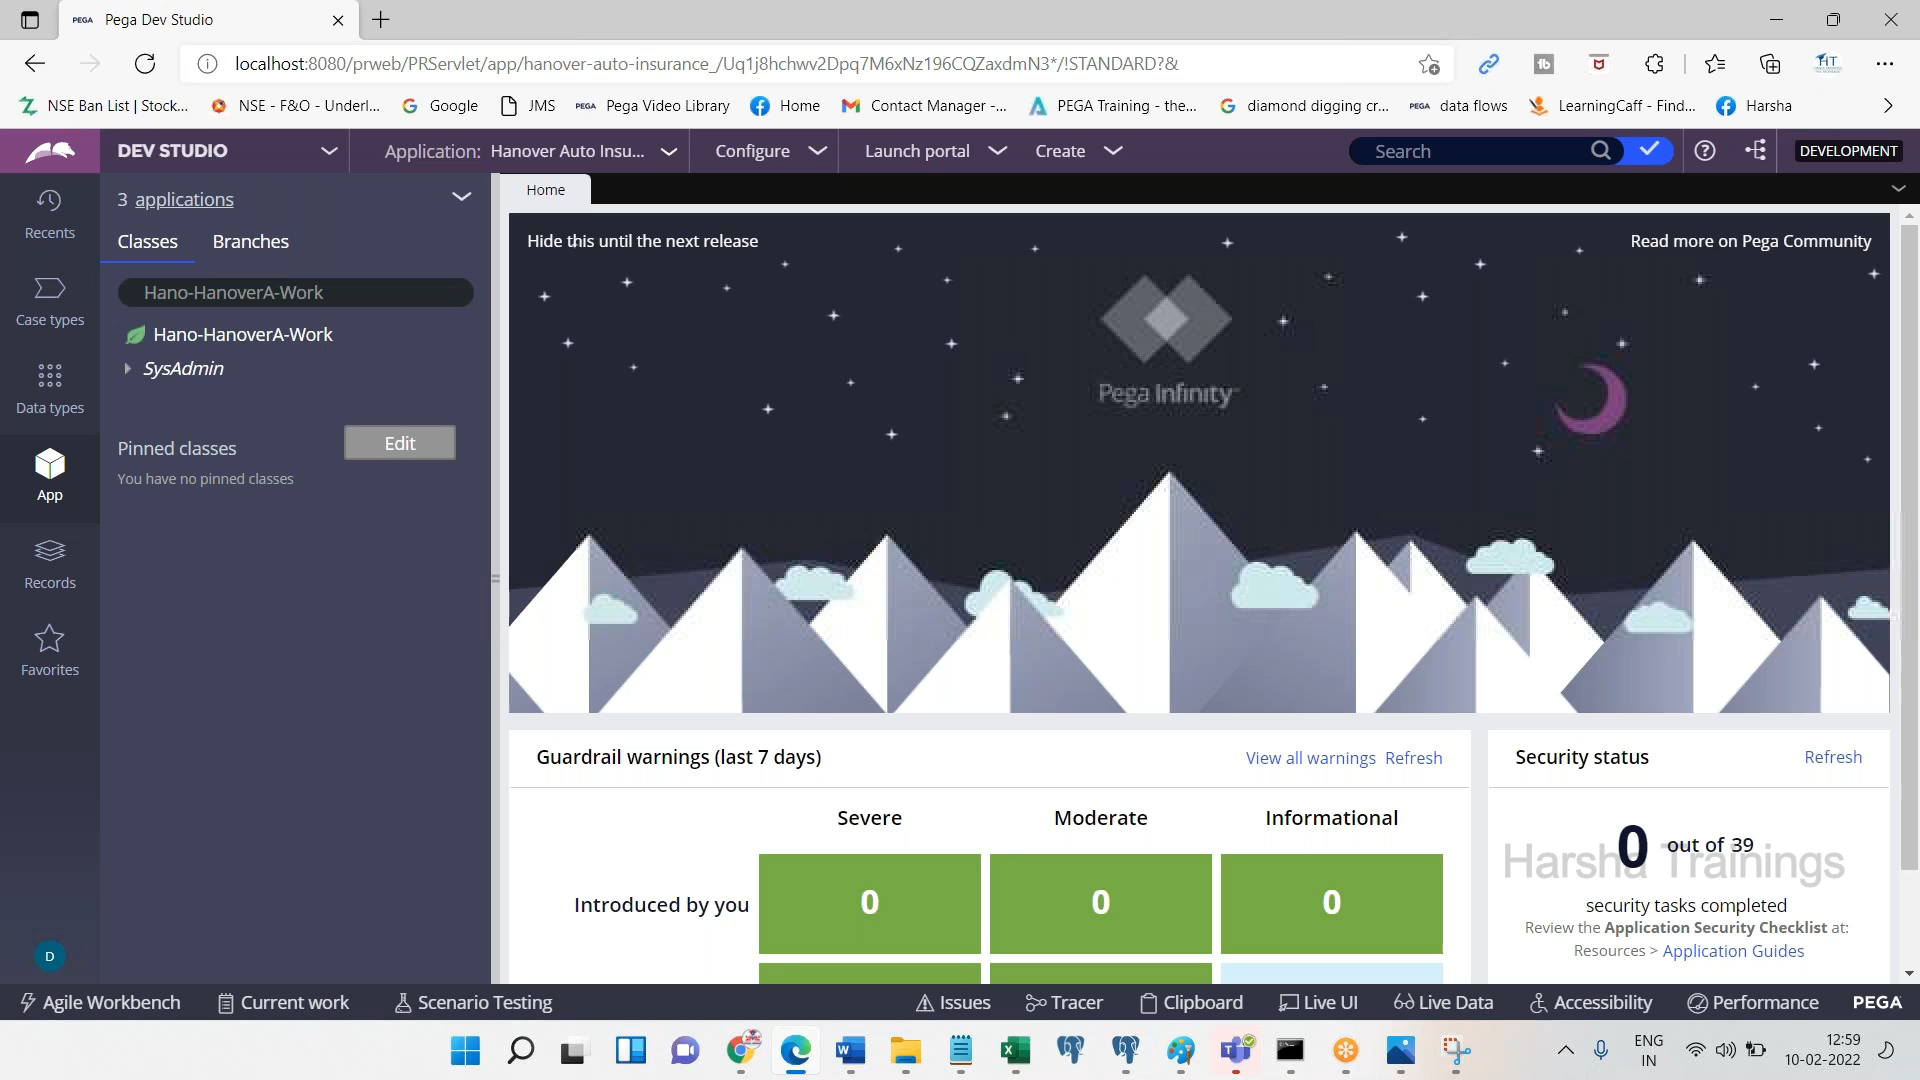 PEGA Pega Dev Studio
localhost:8080/prweb/PRServlet/app/hanover-auto-insurance_/Uq1j8hchwv2Dpq7M6xNz196CQZaxdmN3*/!STANDARD?&
NSE Ban List | Stock... NSE - F&O - Underl... Google JMS PEGA Pega Video Library Home Contact Manager -... PEGA Training - the... diamond digging cr... PEGA data flows LearningCaff - Find... Harsha
DEV STUDIO Application: Hanover Auto Insu... Configure Launch portal Create Search DEVELOPMENT
Recents
Case types
Data types
App
Records
Favorites
D
3 applications
Classes Branches
Hano-HanoverA-Work
Hano-HanoverA-Work
SysAdmin
Pinned classes Edit
You have no pinned classes
Home
Hide this until the next release Read more on Pega Community
Pega Infinity
Guardrail warnings (last 7 days) View all warnings Refresh
Severe Moderate Informational
Introduced by you 0 0 0
Security status Refresh
0 out of 39
Harsha Trainings
security tasks completed
Review the Application Security Checklist at:
Resources > Application Guides
Agile Workbench Current work Scenario Testing Issues Tracer Clipboard Live UI Live Data Accessibility Performance PEGA
ENG
IN
12:59
10-02-2022